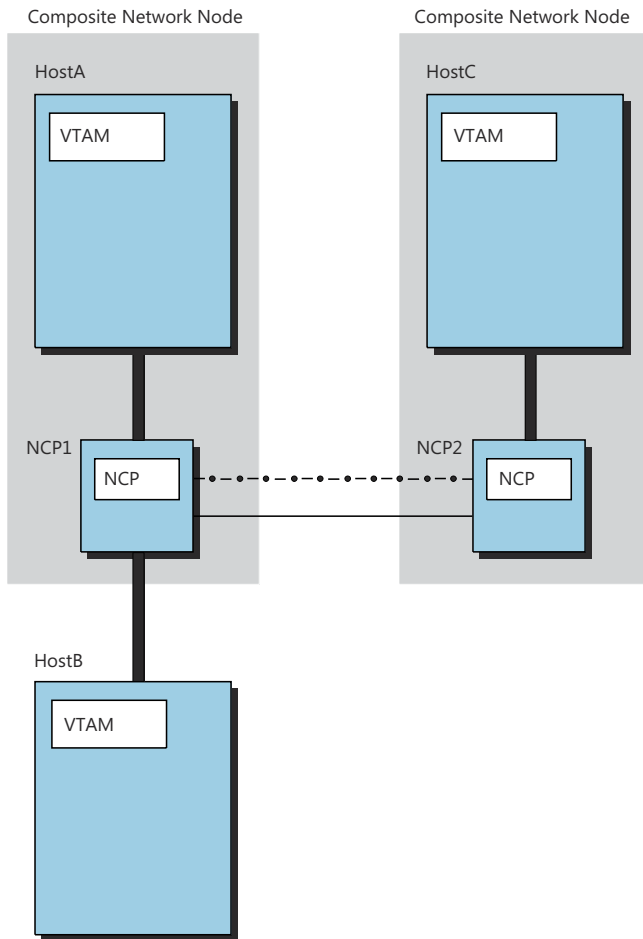 Composite Network Node
Composite Network Node
HostA
HostC
VTAM
VTAM
NCP1
NCP2
NCP
NCP
HostB
VTAM